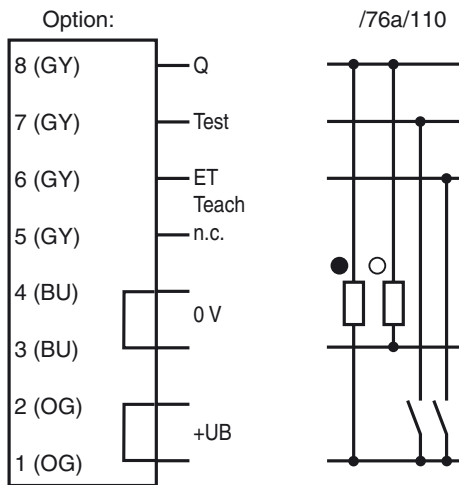 Option: /76a/110
8 (GY) Q
7 (GY) Test
6 (GY) ET
Teach
5 (GY) n.c.
4 (BU)
0 V
3 (BU)
2 (OG)
+UB
1 (OG)